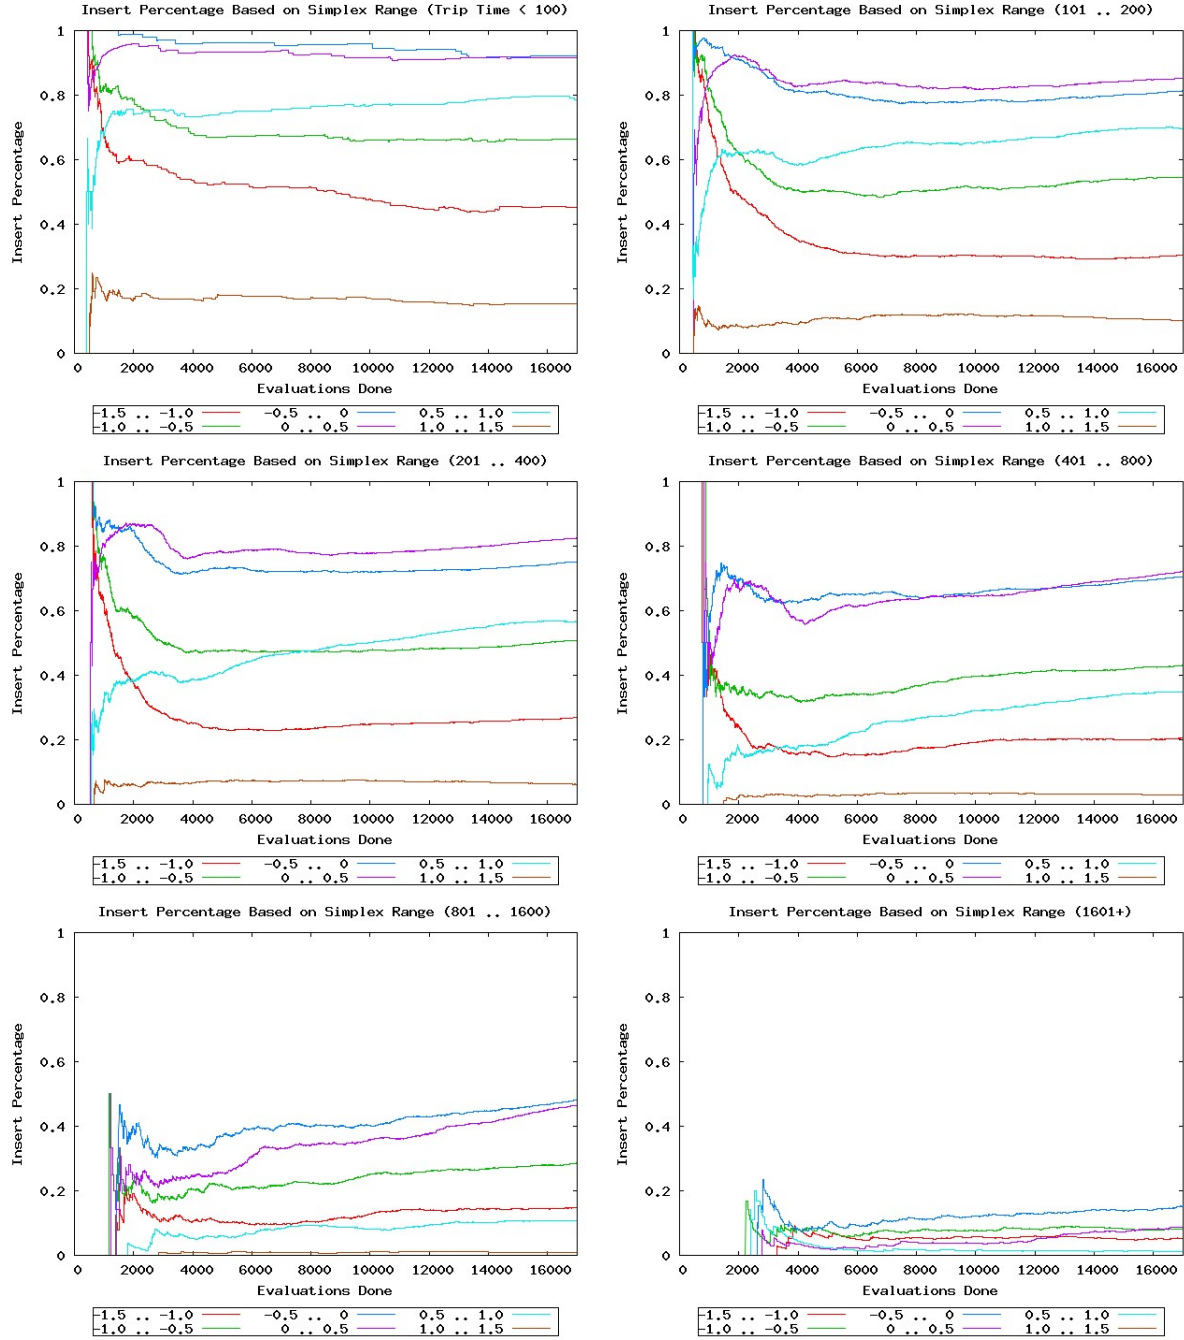 Insert Percentage Based on Simplex Range (Trip Time < 100)
Insert Percentage
1
0.8
0.6
0.4
0.2
0
0 2000 4000 6000 8000 10000 12000 14000 16000
Evaluations Done
-1.5 .. -1.0 -0.5 .. 0 0.5 .. 1.0
-1.0 .. -0.5 0 .. 0.5 1.0 .. 1.5
Insert Percentage Based on Simplex Range (101 .. 200)
Insert Percentage
1
0.8
0.6
0.4
0.2
0
0 2000 4000 6000 8000 10000 12000 14000 16000
Evaluations Done
-1.5 .. -1.0 -0.5 .. 0 0.5 .. 1.0
-1.0 .. -0.5 0 .. 0.5 1.0 .. 1.5
Insert Percentage Based on Simplex Range (201 .. 400)
Insert Percentage
1
0.8
0.6
0.4
0.2
0
0 2000 4000 6000 8000 10000 12000 14000 16000
Evaluations Done
-1.5 .. -1.0 -0.5 .. 0 0.5 .. 1.0
-1.0 .. -0.5 0 .. 0.5 1.0 .. 1.5
Insert Percentage Based on Simplex Range (401 .. 800)
Insert Percentage
1
0.8
0.6
0.4
0.2
0
0 2000 4000 6000 8000 10000 12000 14000 16000
Evaluations Done
-1.5 .. -1.0 -0.5 .. 0 0.5 .. 1.0
-1.0 .. -0.5 0 .. 0.5 1.0 .. 1.5
Insert Percentage Based on Simplex Range (801 .. 1600)
Insert Percentage
1
0.8
0.6
0.4
0.2
0
0 2000 4000 6000 8000 10000 12000 14000 16000
Evaluations Done
-1.5 .. -1.0 -0.5 .. 0 0.5 .. 1.0
-1.0 .. -0.5 0 .. 0.5 1.0 .. 1.5
Insert Percentage Based on Simplex Range (1601+)
Insert Percentage
1
0.8
0.6
0.4
0.2
0
0 2000 4000 6000 8000 10000 12000 14000 16000
Evaluations Done
-1.5 .. -1.0 -0.5 .. 0 0.5 .. 1.0
-1.0 .. -0.5 0 .. 0.5 1.0 .. 1.5